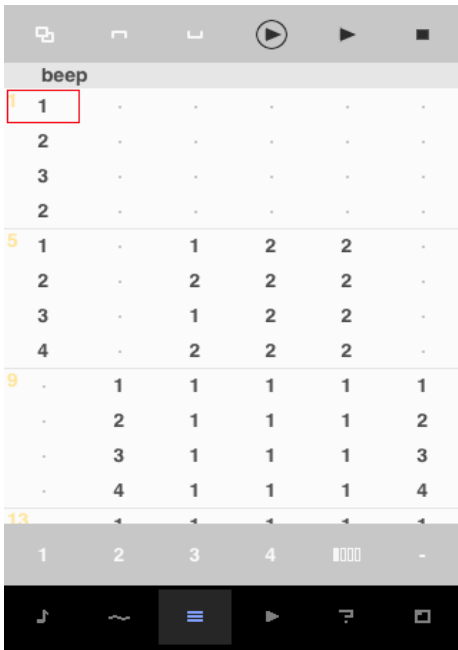 beep
1 1 · · · · ·
2 · · · · ·
3 · · · · ·
2 · · · · ·
5 1 · 1 2 2 ·
2 · 2 2 2 ·
3 · 1 2 2 ·
4 · 2 2 2 ·
9 · 1 1 1 1 1
· 2 1 1 1 2
· 3 1 1 1 3
· 4 1 1 1 4
13
1 2 3 4 -